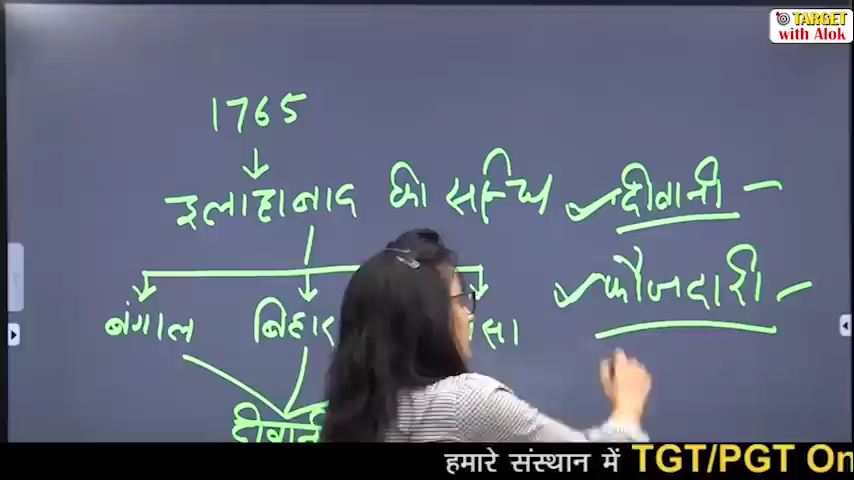 TARGET
with Alok
1765
इलाहाबाद की सन्धि
दीवानी –
फौजदारी –
बंगाल बिहार सा
दीवानी
हमारे संस्थान में TGT/PGT On